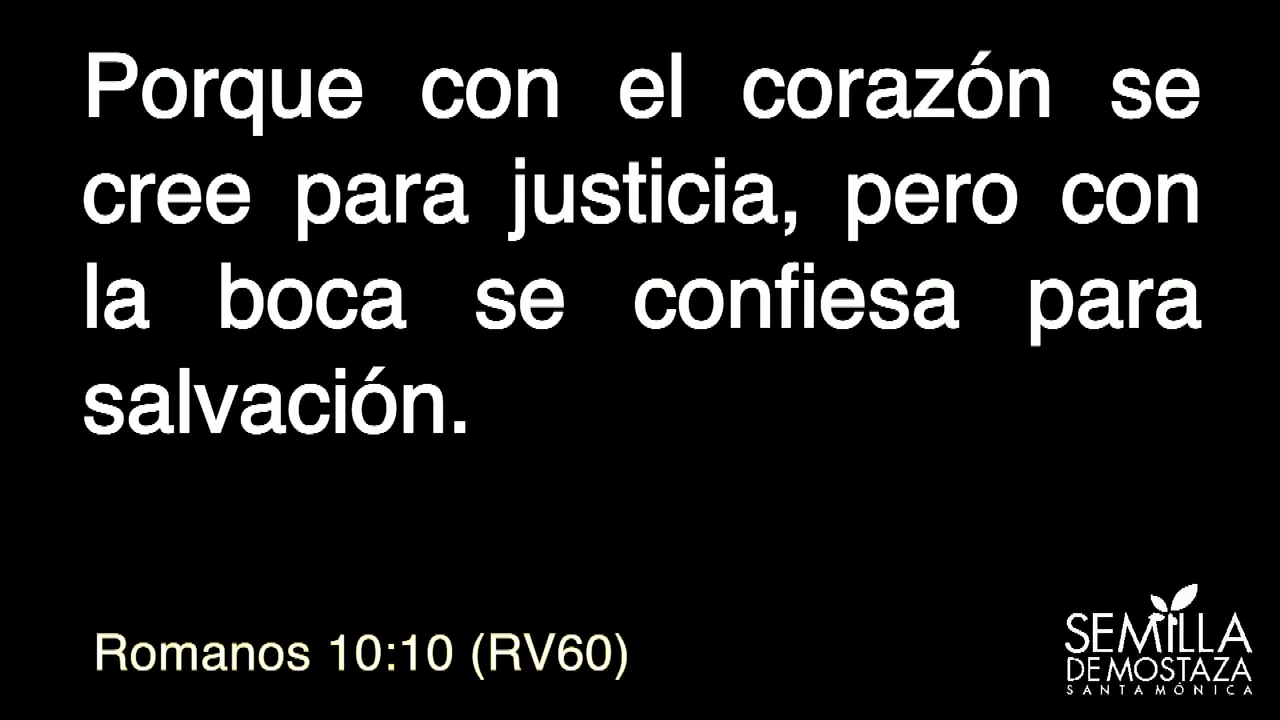 Porque con el corazón se
cree para justicia, pero con
la boca se confiesa para
salvación.
Romanos 10:10 (RV60)
SEMILLA
DE MOSTAZA
SANTA MÓNICA